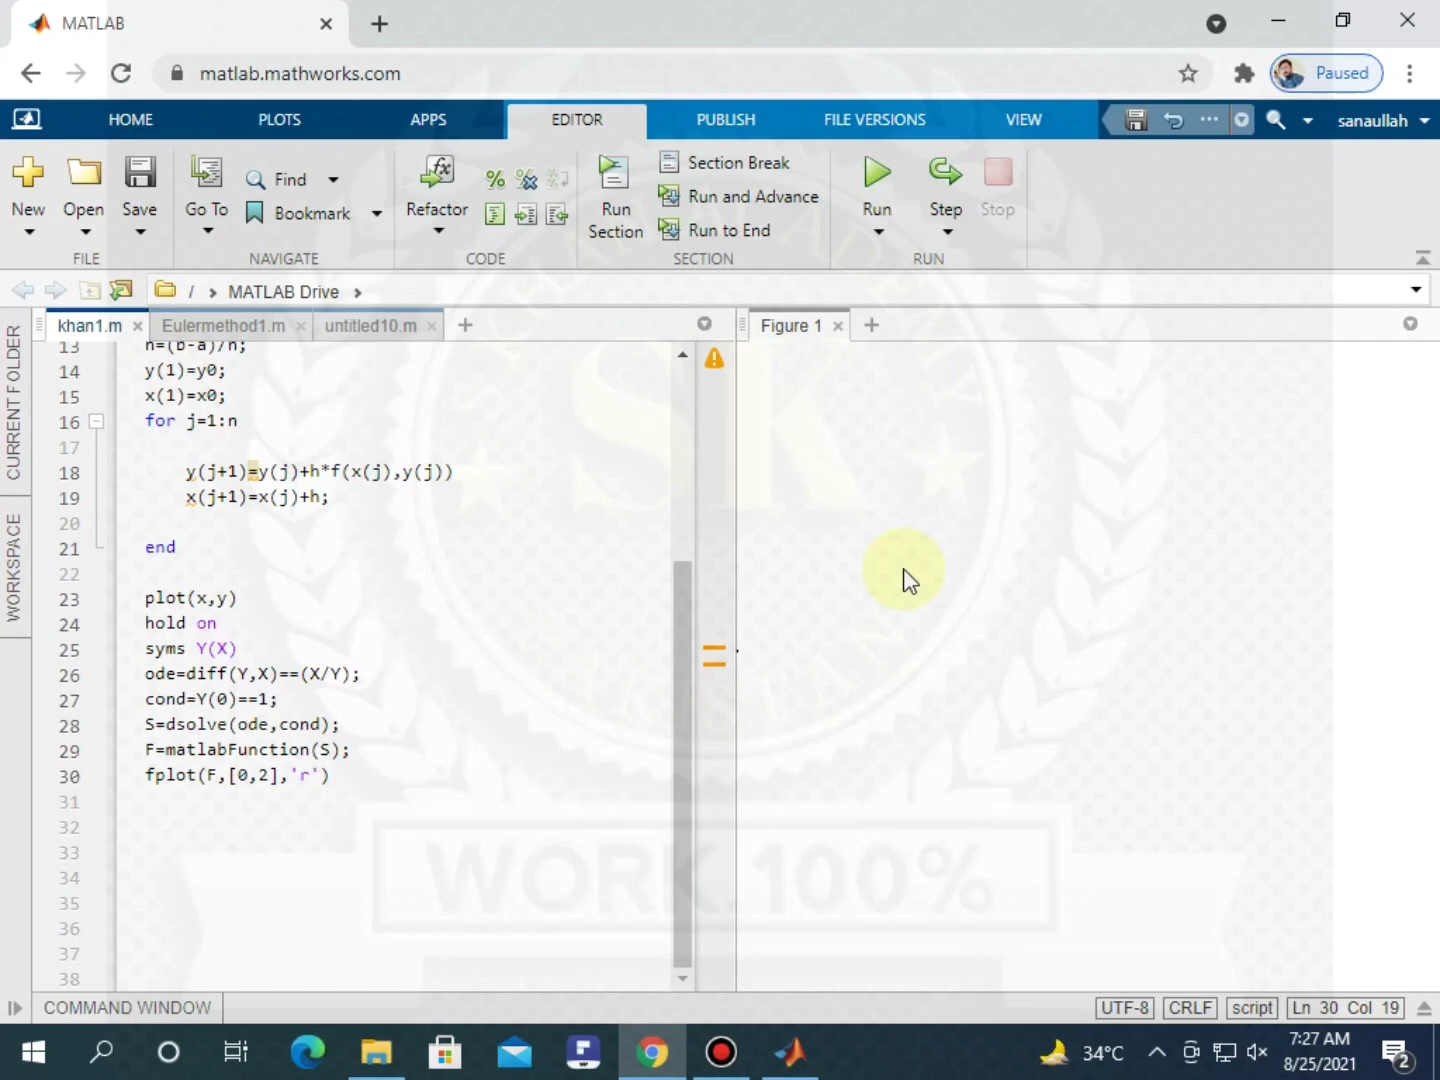 MATLAB
matlab.mathworks.com
Paused
HOME
PLOTS
APPS
EDITOR
PUBLISH
FILE VERSIONS
VIEW
sanaullah
New
Open
Save
Go To
Find
Bookmark
Refactor
Run Section
Section Break
Run and Advance
Run to End
Run
Step
Stop
FILE
NAVIGATE
CODE
SECTION
RUN
/ > MATLAB Drive >
CURRENT FOLDER
WORKSPACE
khan1.m
Eulermethod1.m
untitled10.m
Figure 1
13 h=(b-a)/n;
14 y(1)=y0;
15 x(1)=x0;
16 for j=1:n
17
18 y(j+1)=y(j)+h*f(x(j),y(j))
19 x(j+1)=x(j)+h;
20
21 end
22
23 plot(x,y)
24 hold on
25 syms Y(X)
26 ode=diff(Y,X)==(X/Y);
27 cond=Y(0)==1;
28 S=dsolve(ode,cond);
29 F=matlabFunction(S);
30 fplot(F,[0,2],'r')
31
32
33
34
35
36
37
38
SK
WORK 100%
COMMAND WINDOW
UTF-8
CRLF
script
Ln 30 Col 19
34°C
7:27 AM
8/25/2021
2